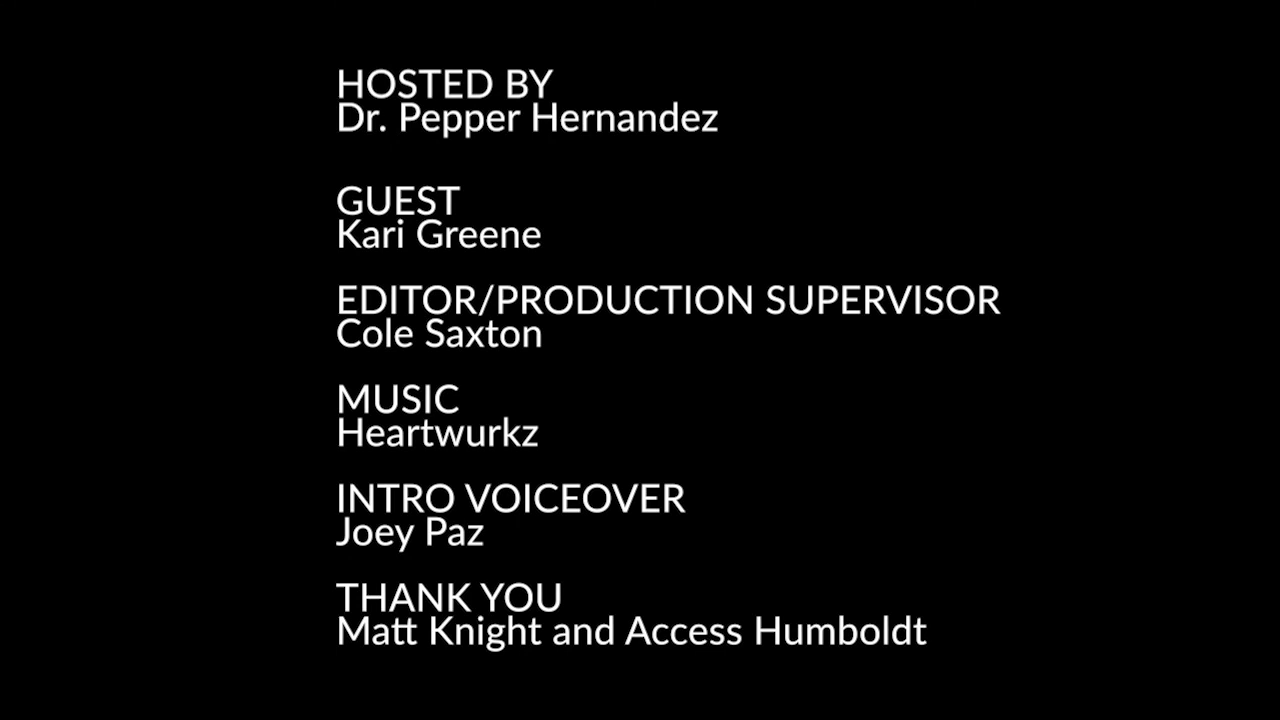 HOSTED BY
Dr. Pepper Hernandez
GUEST
Kari Greene
EDITOR/PRODUCTION SUPERVISOR
Cole Saxton
MUSIC
Heartwurkz
INTRO VOICEOVER
Joey Paz
THANK YOU
Matt Knight and Access Humboldt